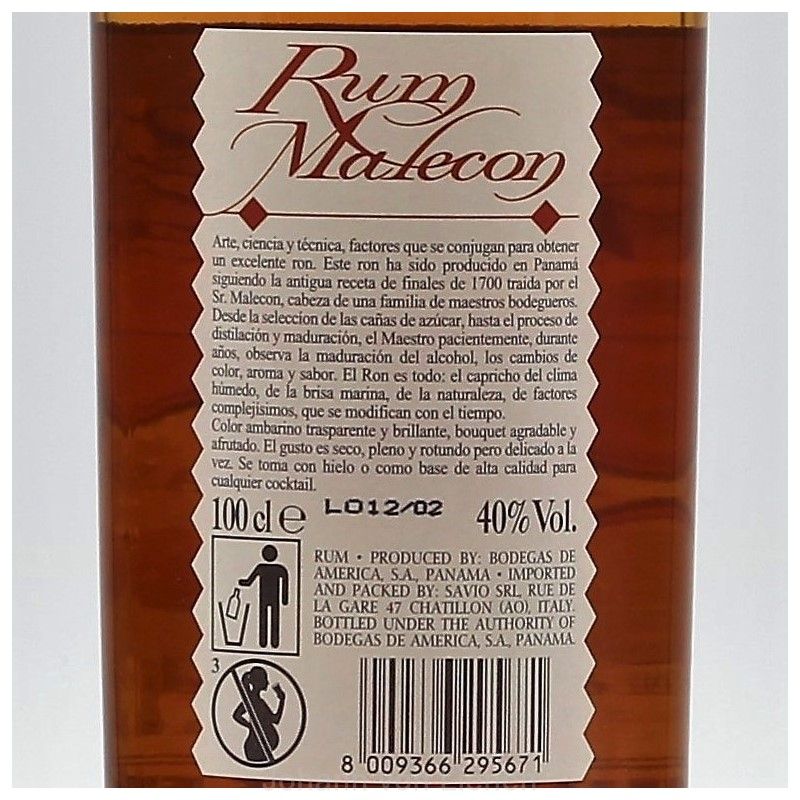 Rum
Malecon
Arte, ciencia y técnica, factores que se conjugan para obtener
un excelente ron. Este ron ha sido producido en Panamá
siguiendo la antigua receta de finales de 1700 traida por el
Sr. Malecon, cabeza de una familia de maestros bodegueros.
Desde la seleccion de las cañas de azúcar, hasta el proceso de
distilación y maduración, el Maestro pacientemente, durante
años, observa la maduración del alcohol, los cambios de
color, aroma y sabor. El Ron es todo: el capricho del clima
húmedo, de la brisa marina, de la naturaleza, de factores
complejísimos, que se modifican con el tiempo.
Color ambarino trasparente y brillante, bouquet agradable y
afrutado. El gusto es seco, pleno y rotundo pero delicado a la
vez. Se toma con hielo o como base de alta calidad para
cualquier cocktail.
100 cl e LO12/02 40% Vol.
RUM • PRODUCED BY: BODEGAS DE
AMERICA, S.A., PANAMA • IMPORTED
AND PACKED BY: SAVIO SRL, RUE DE
LA GARE 47 CHATILLON (AO), ITALY.
BOTTLED UNDER THE AUTHORITY OF
BODEGAS DE AMERICA, S.A., PANAMA.
3
8 009366 295671